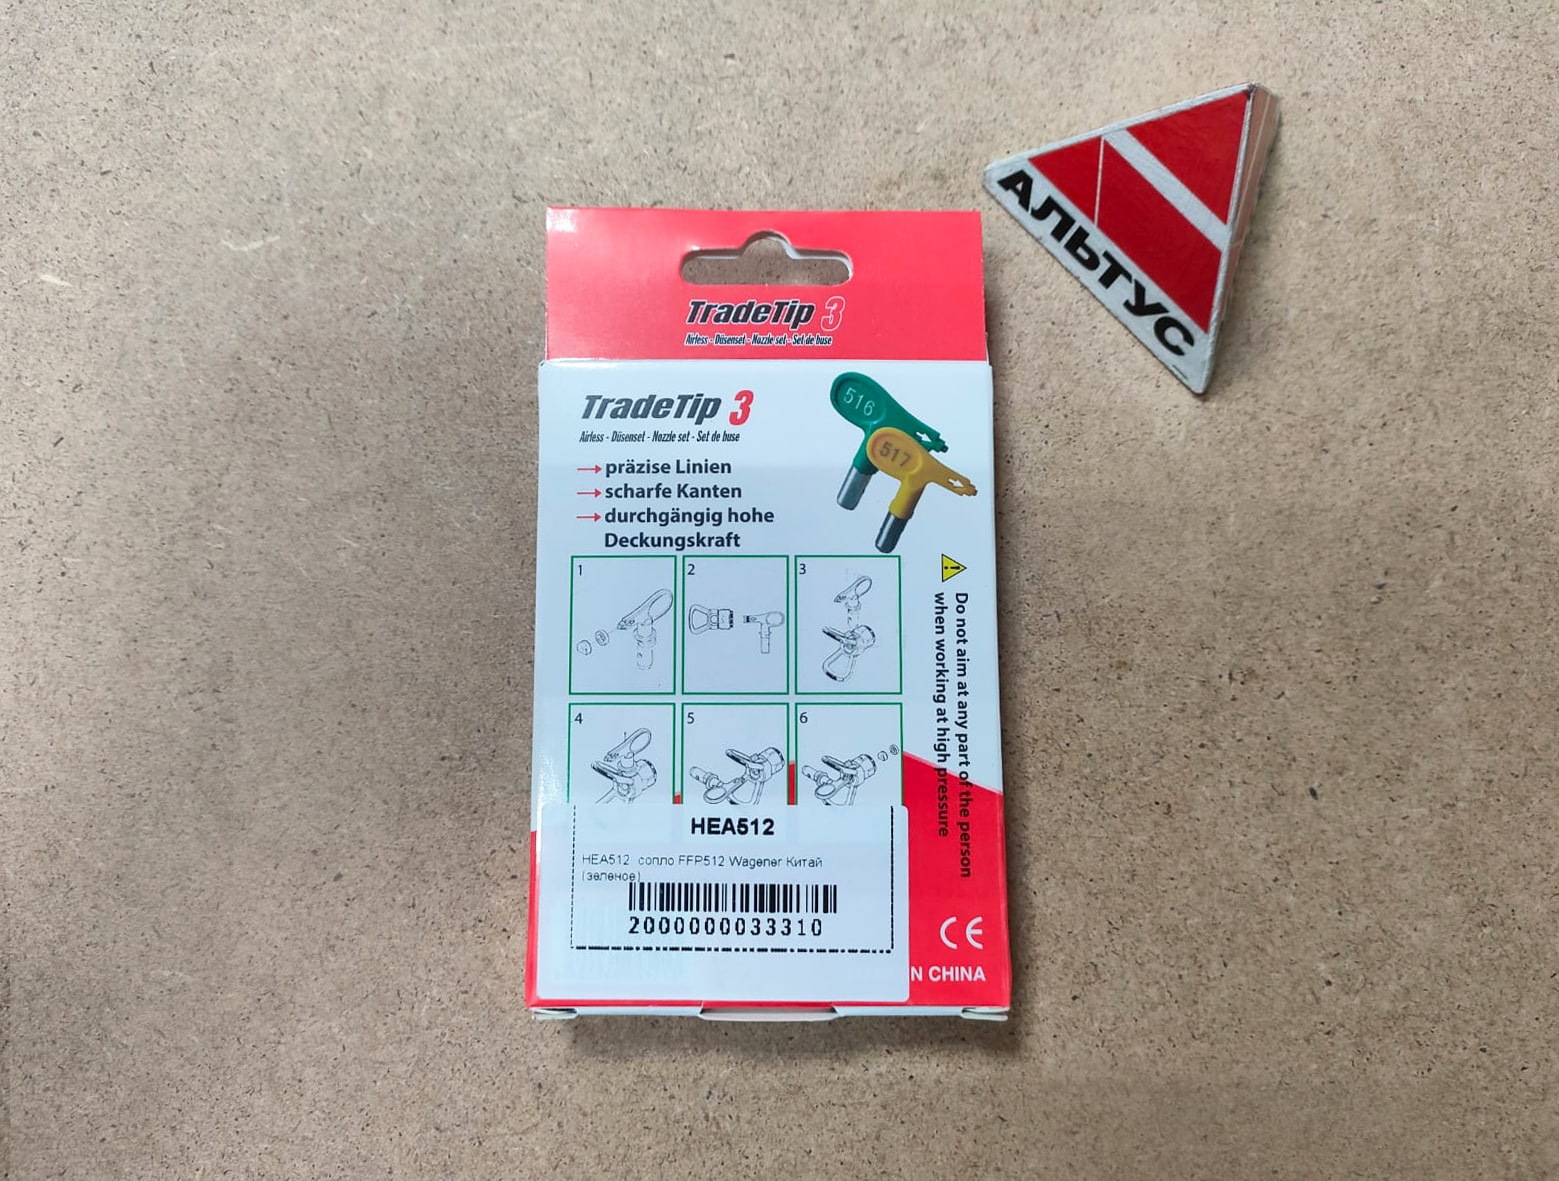 TradeTip 3
Airless - Düsenset - Nozzle set - Set de buse
TradeTip 3
Airless - Düsenset - Nozzle set - Set de buse
präzise Linien
scharfe Kanten
durchgängig hohe
Deckungskraft
516
517
1
2
3
4
5
6
Do not aim at any part of the person
when working at high pressure
HEA512
HEA512 сопло FFP512 Wagener Китай
(зеленое)
2000000033310
CE
N CHINA
АЛЬТУС